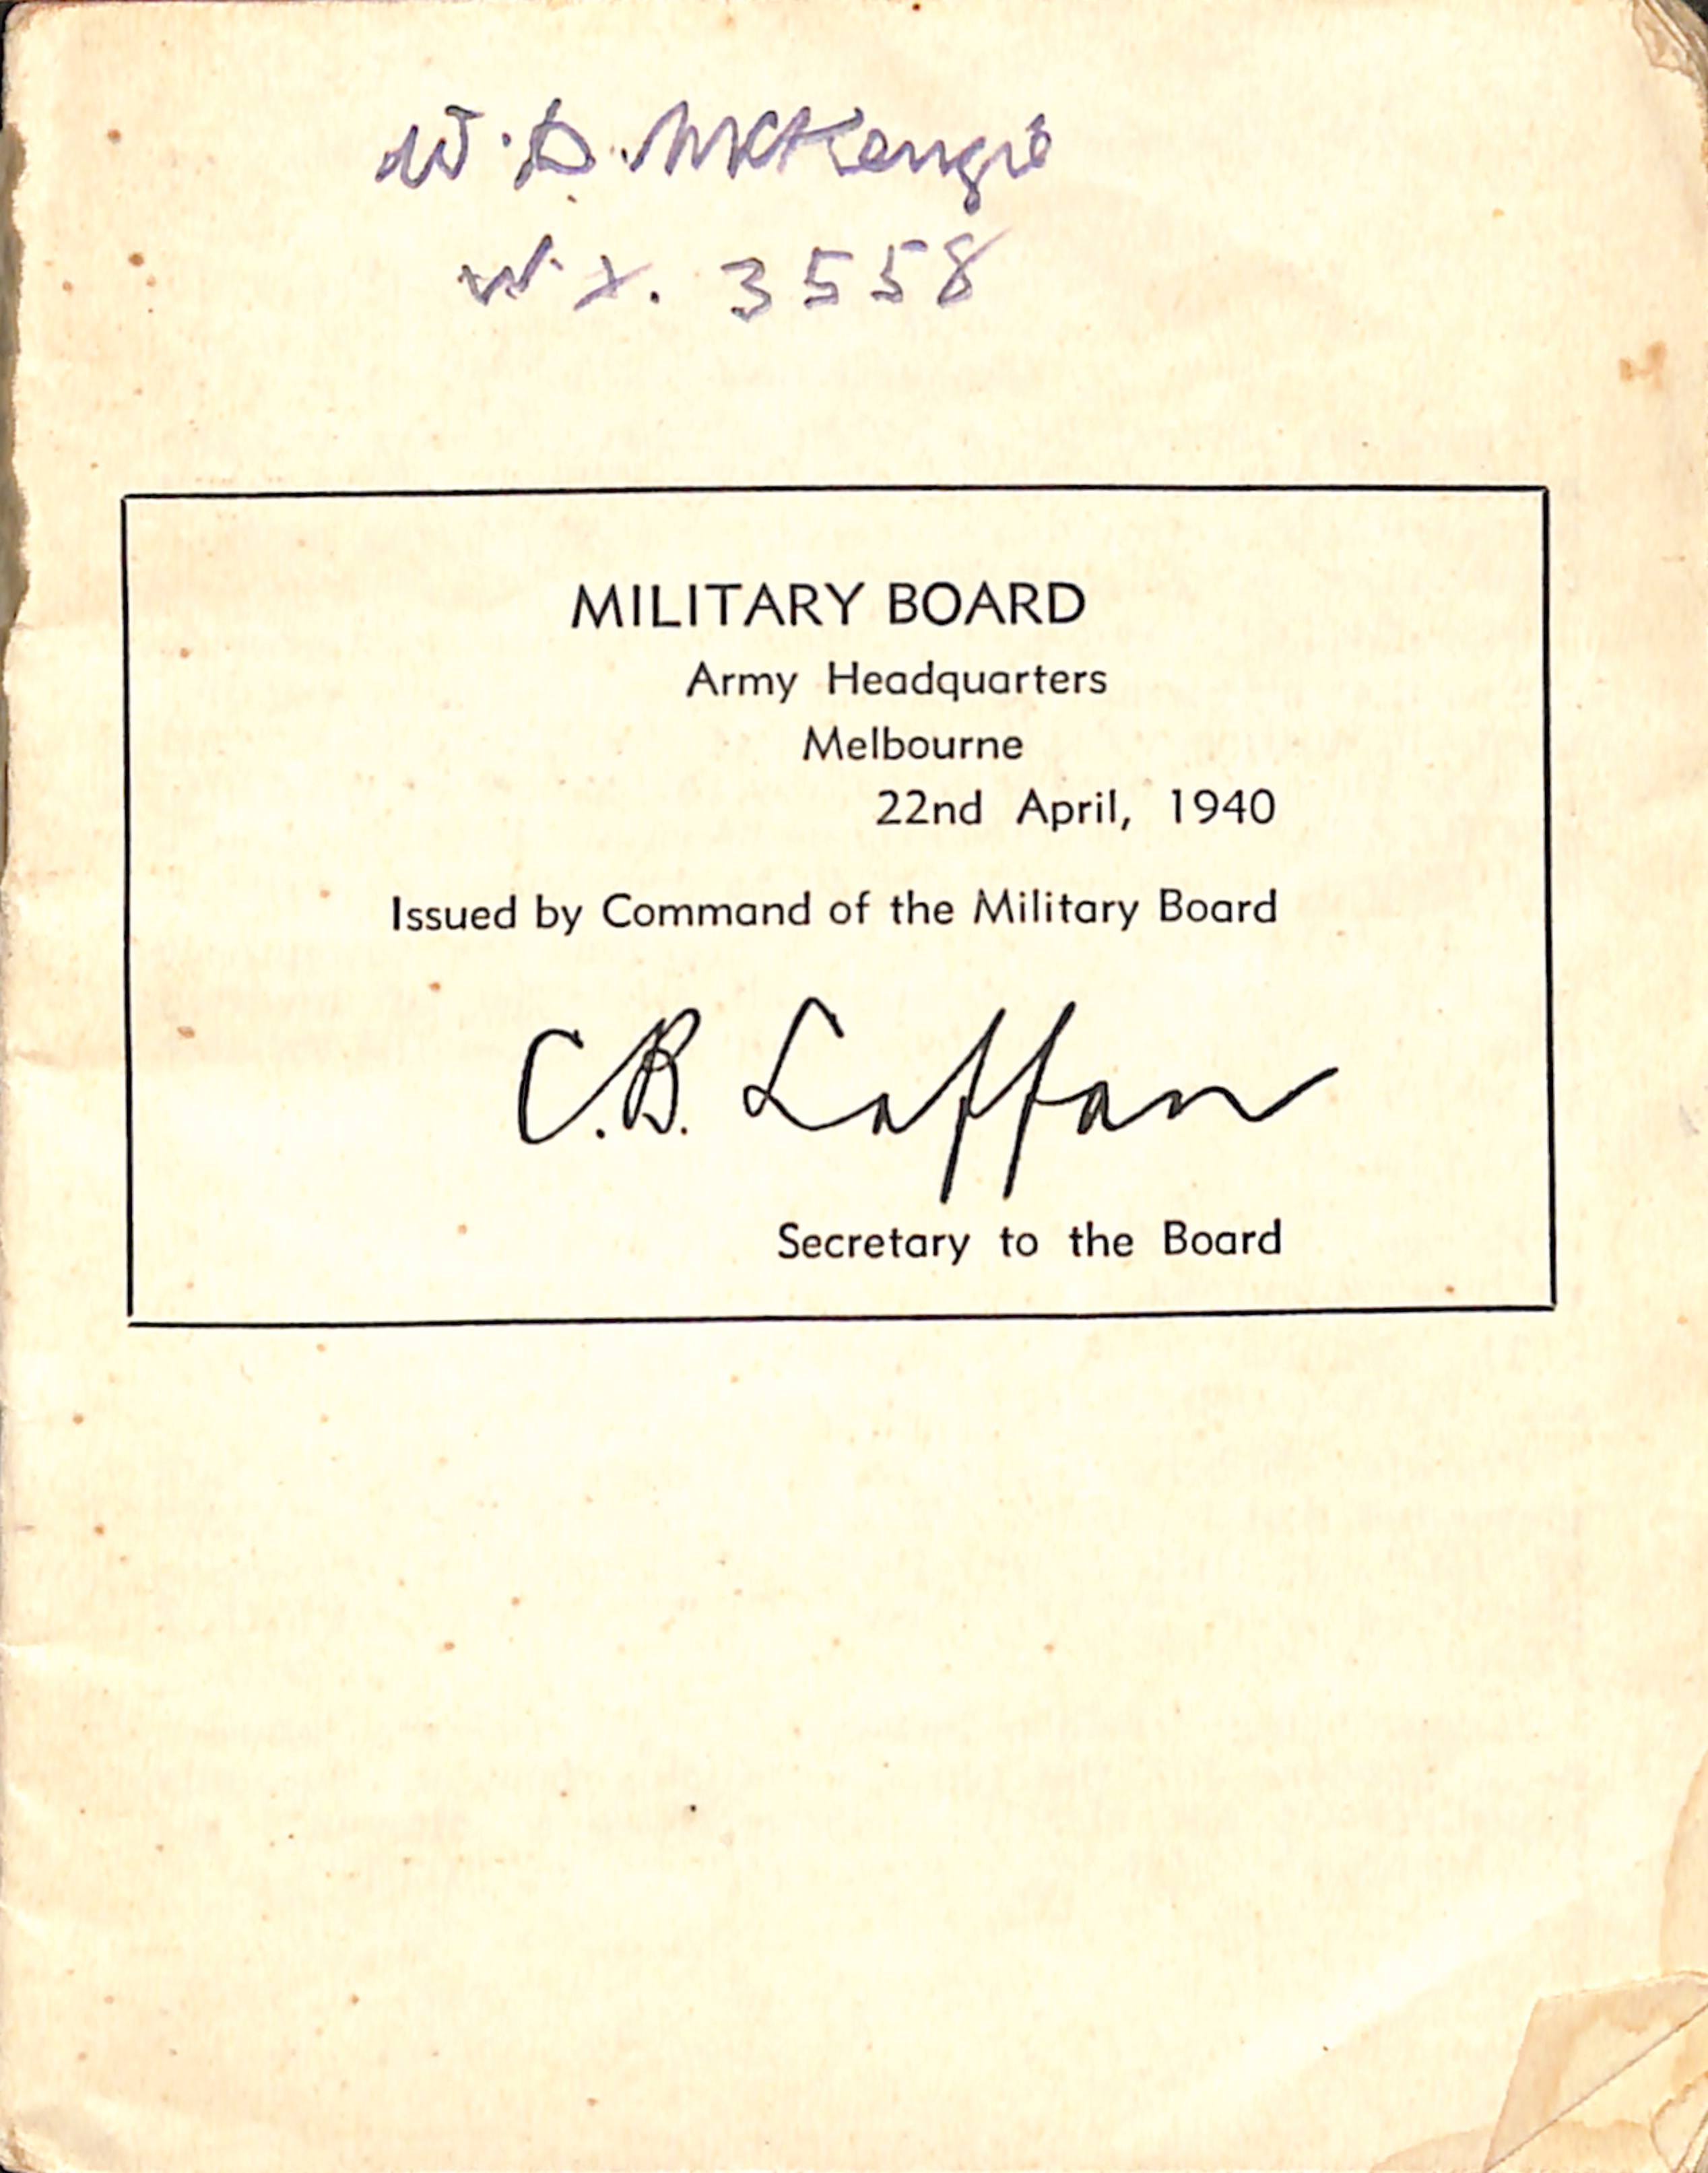 W. D. McKenzie
W.X. 3558
MILITARY BOARD
Army Headquarters
Melbourne
22nd April, 1940
Issued by Command of the Military Board
C.B. Laffan
Secretary to the Board